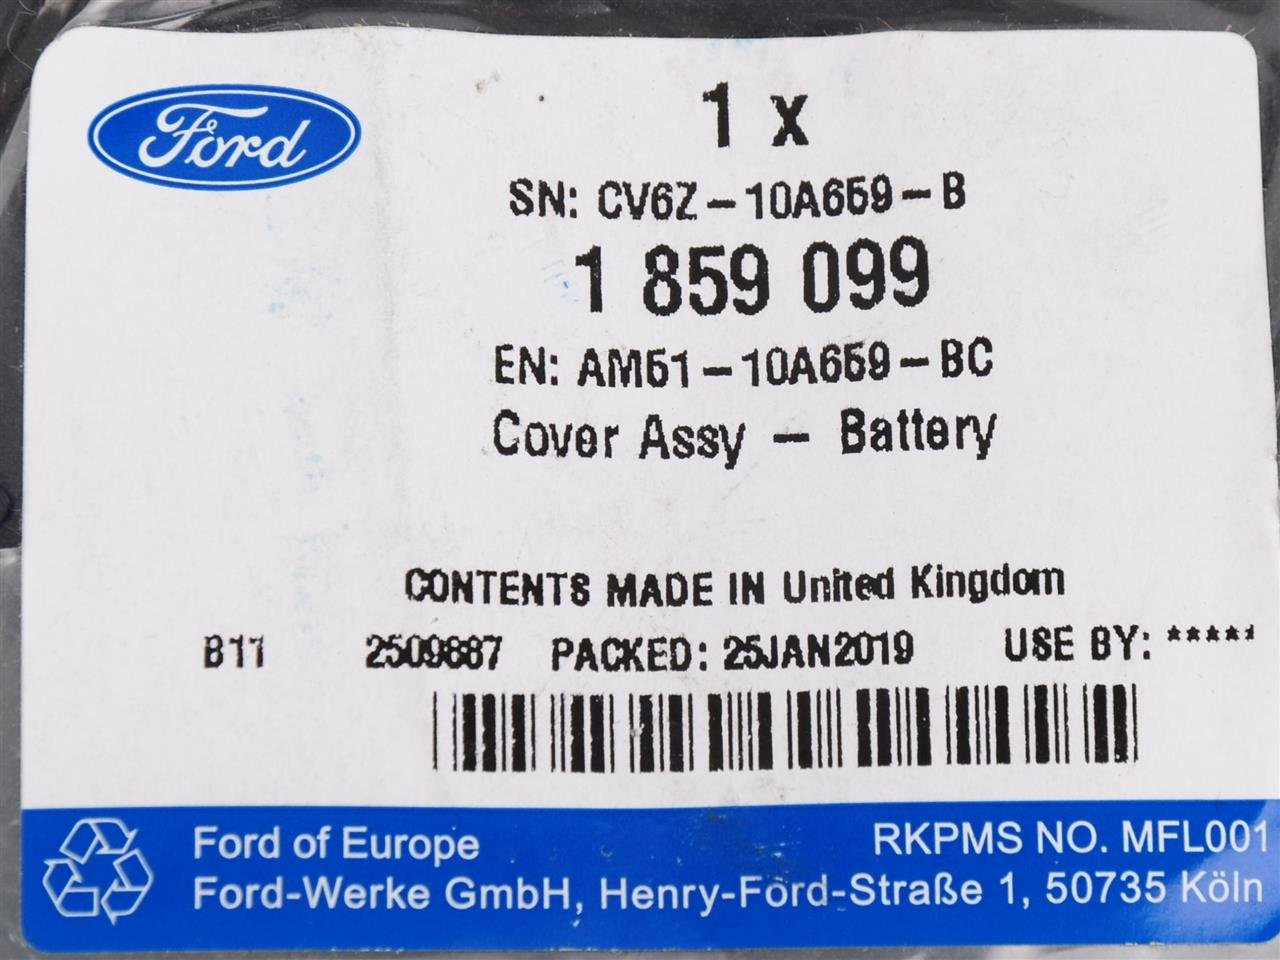 Ford
1 x
SN: CV6Z-10A659-B
1 859 099
EN: AM51-10A659-BC
Cover Assy - Battery
CONTENTS MADE IN United Kingdom
B11 2509887 PACKED: 25JAN2019 USE BY: *****
Ford of Europe RKPMS NO. MFL001
Ford-Werke GmbH, Henry-Ford-Straße 1, 50735 Köln